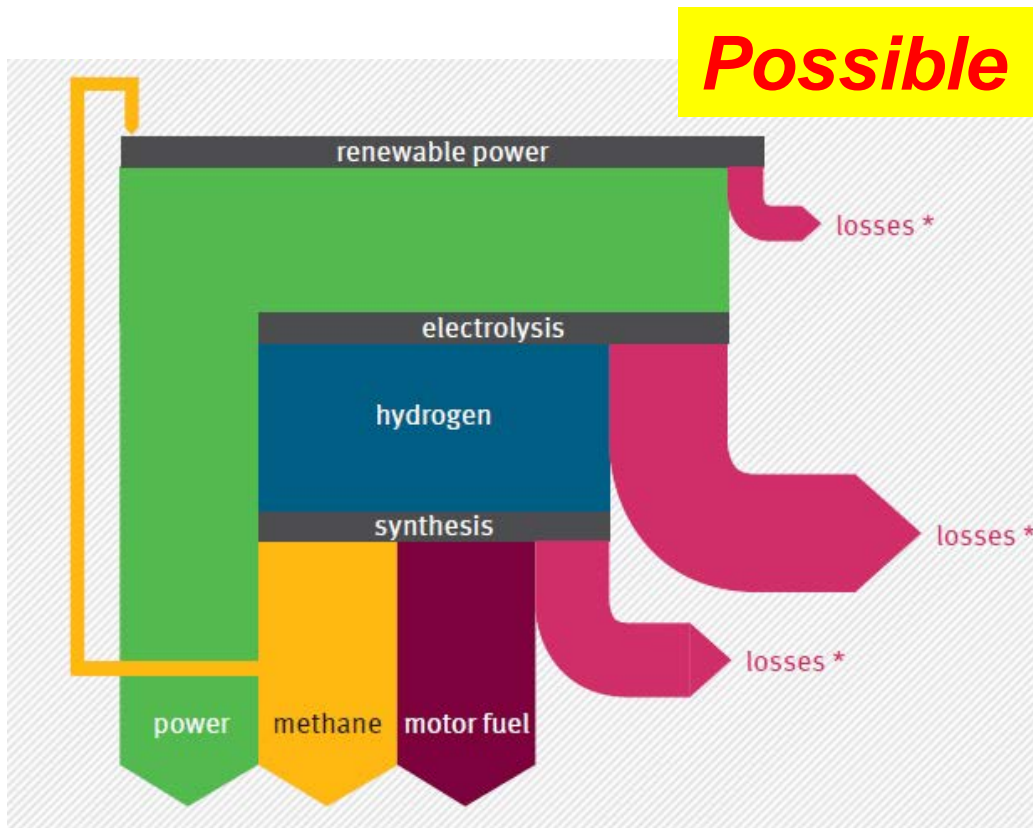 Possible
renewable power
losses *
electrolysis
hydrogen
synthesis
losses *
losses *
power
methane
motor fuel